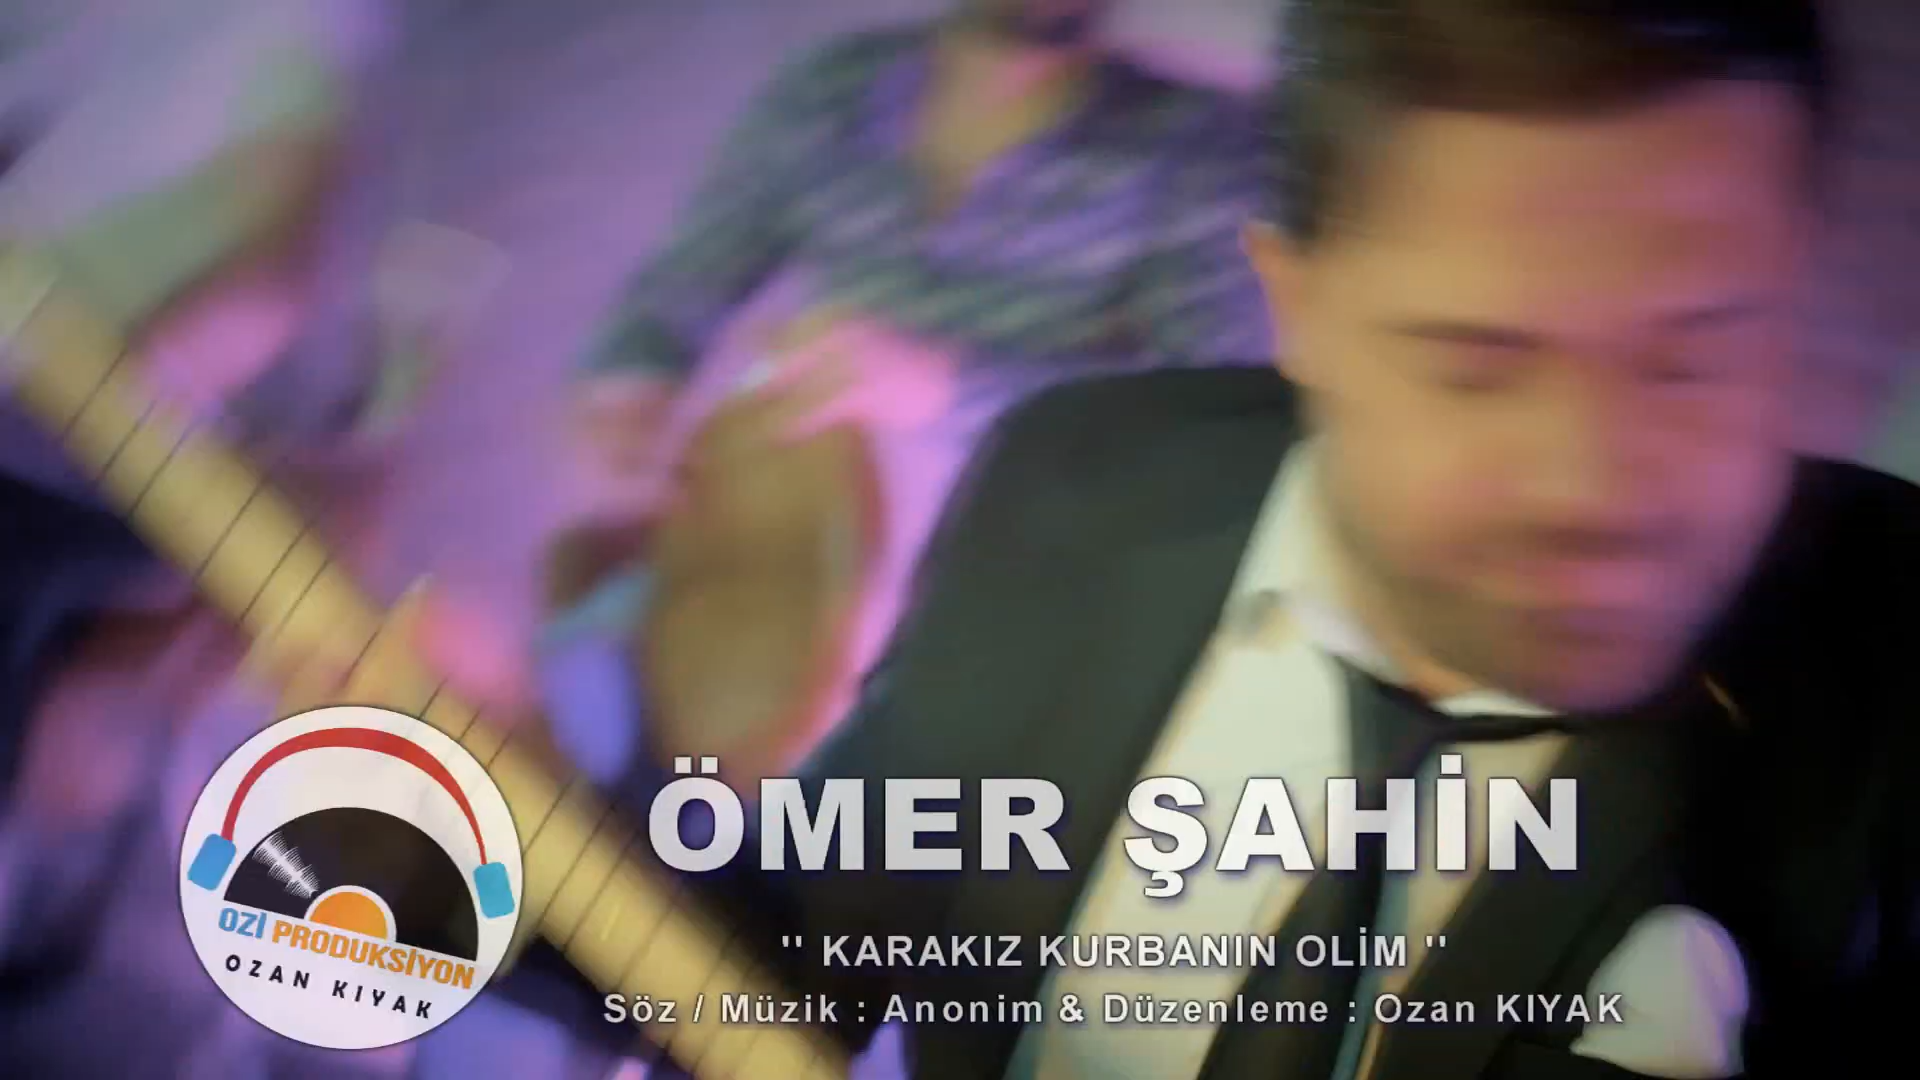 ÖMER ŞAHİN
'' KARAKIZ KURBANIN OLİM ''
Söz / Müzik : Anonim & Düzenleme : Ozan KIYAK
OZİ PRODUKSİYON
OZAN KIYAK